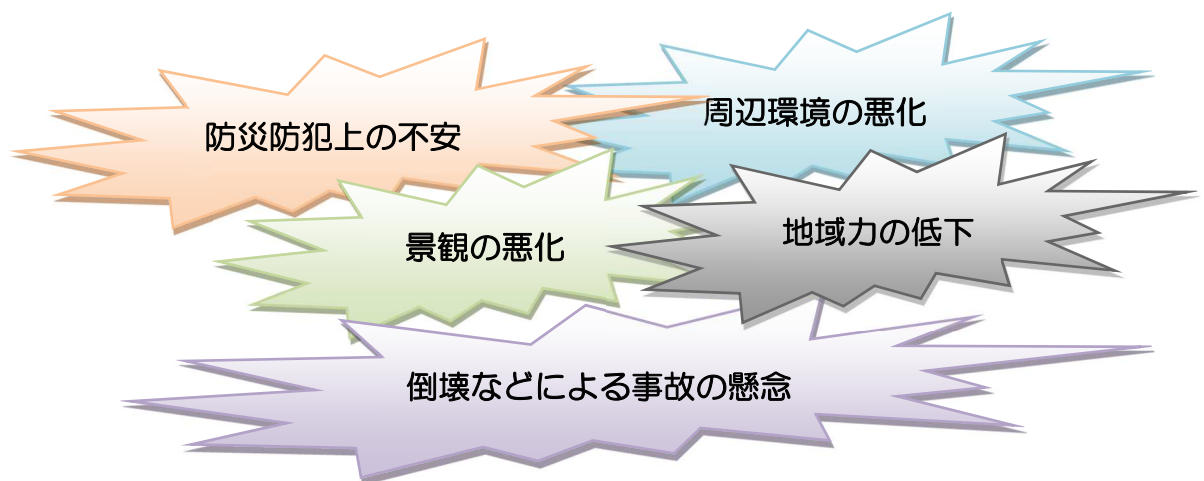 防災防犯上の不安
周辺環境の悪化
景観の悪化
地域力の低下
倒壊などによる事故の懸念